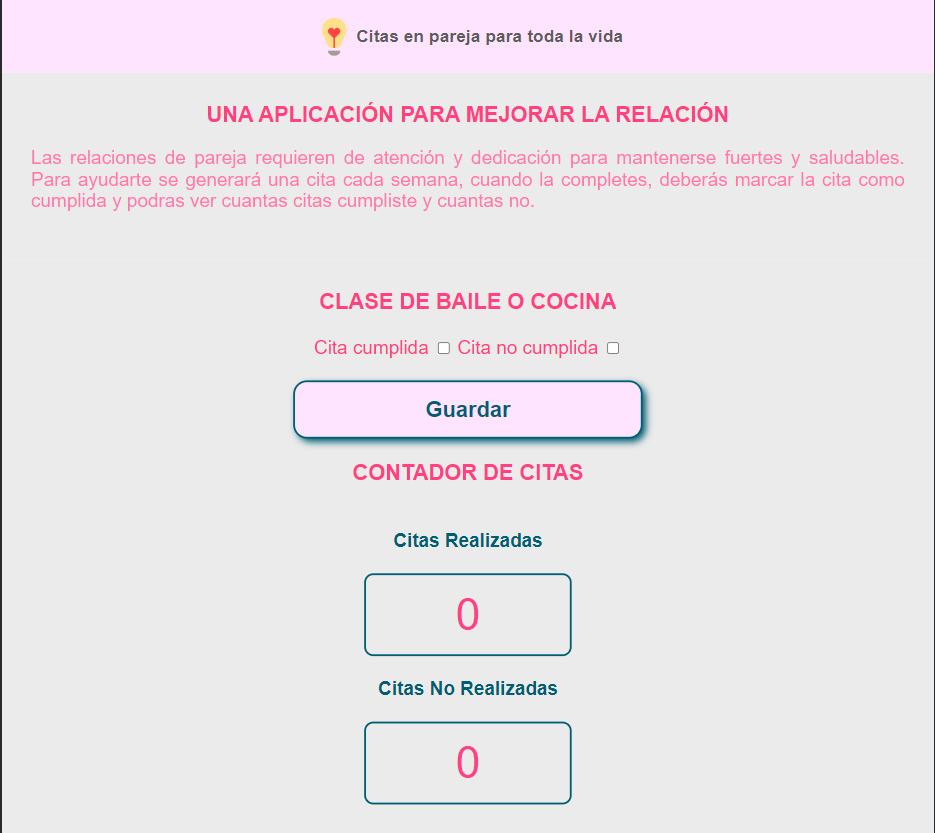 Citas en pareja para toda la vida
UNA APLICACIÓN PARA MEJORAR LA RELACIÓN
Las relaciones de pareja requieren de atención y dedicación para mantenerse fuertes y saludables.
Para ayudarte se generará una cita cada semana, cuando la completes, deberás marcar la cita como
cumplida y podras ver cuantas citas cumpliste y cuantas no.
CLASE DE BAILE O COCINA
Cita cumplida Cita no cumplida
Guardar
CONTADOR DE CITAS
Citas Realizadas
0
Citas No Realizadas
0